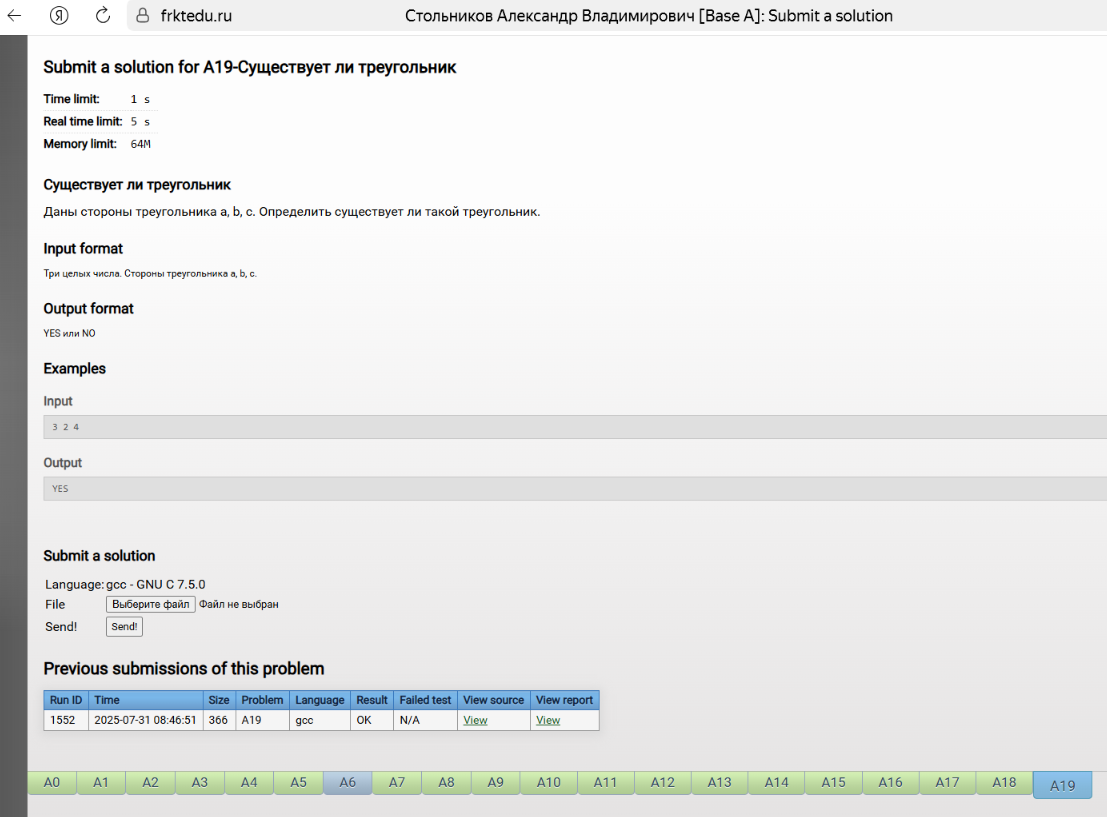 frktedu.ru Стольников Александр Владимирович [Base A]: Submit a solution
Submit a solution for A19-Существует ли треугольник
Time limit: 1 s
Real time limit: 5 s
Memory limit: 64M
Существует ли треугольник
Даны стороны треугольника a, b, c. Определить существует ли такой треугольник.
Input format
Три целых числа. Стороны треугольника a, b, c.
Output format
YES или NO
Examples
Input
3 2 4
Output
YES
Submit a solution
Language: gcc - GNU C 7.5.0
File Выберите файл Файл не выбран
Send! Send!
Previous submissions of this problem
Run ID Time Size Problem Language Result Failed test View source View report
1552 2025-07-31 08:46:51 366 A19 gcc OK N/A View View
A0 A1 A2 A3 A4 A5 A6 A7 A8 A9 A10 A11 A12 A13 A14 A15 A16 A17 A18 A19